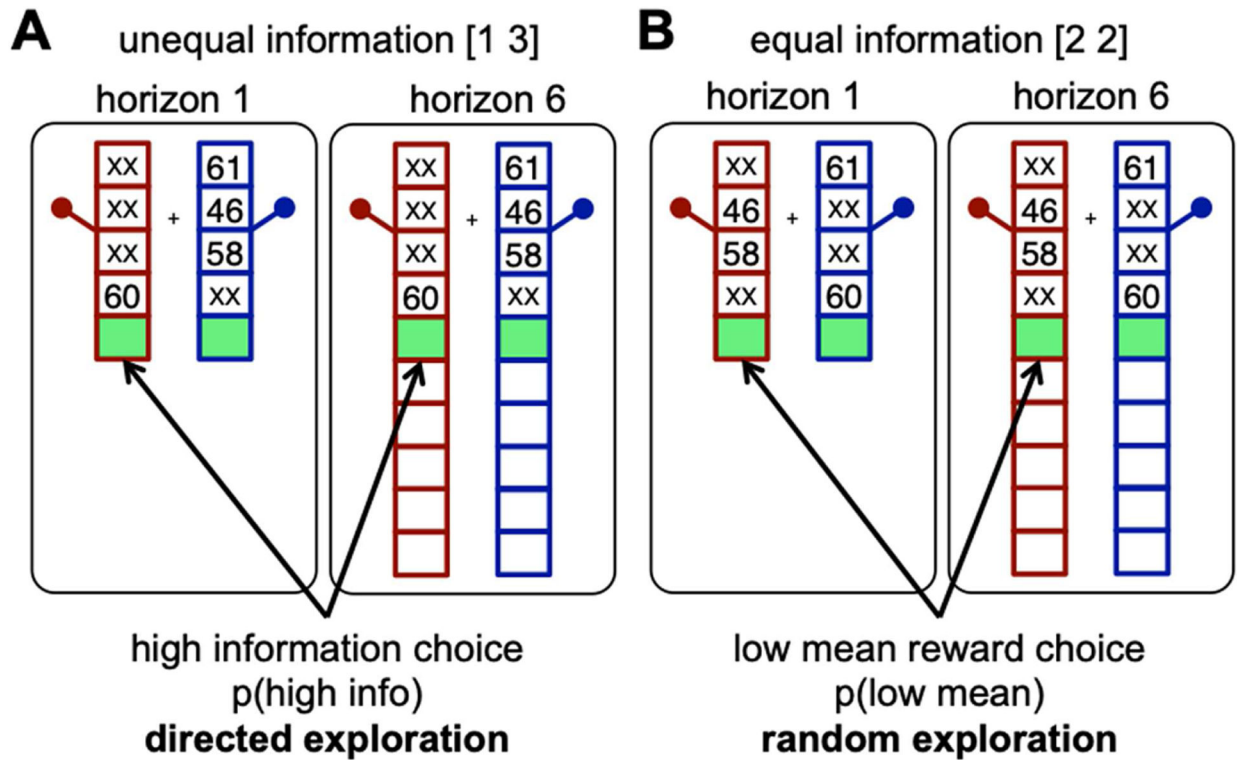 A unequal information [1 3]
horizon 1 horizon 6
xx 61 xx 61
xx + 46 xx + 46
xx 58 xx 58
60 xx 60 xx
high information choice
p(high info)
directed exploration
B equal information [2 2]
horizon 1 horizon 6
xx 61 xx 61
46 + xx 46 + xx
58 xx 58 xx
xx 60 xx 60
low mean reward choice
p(low mean)
random exploration